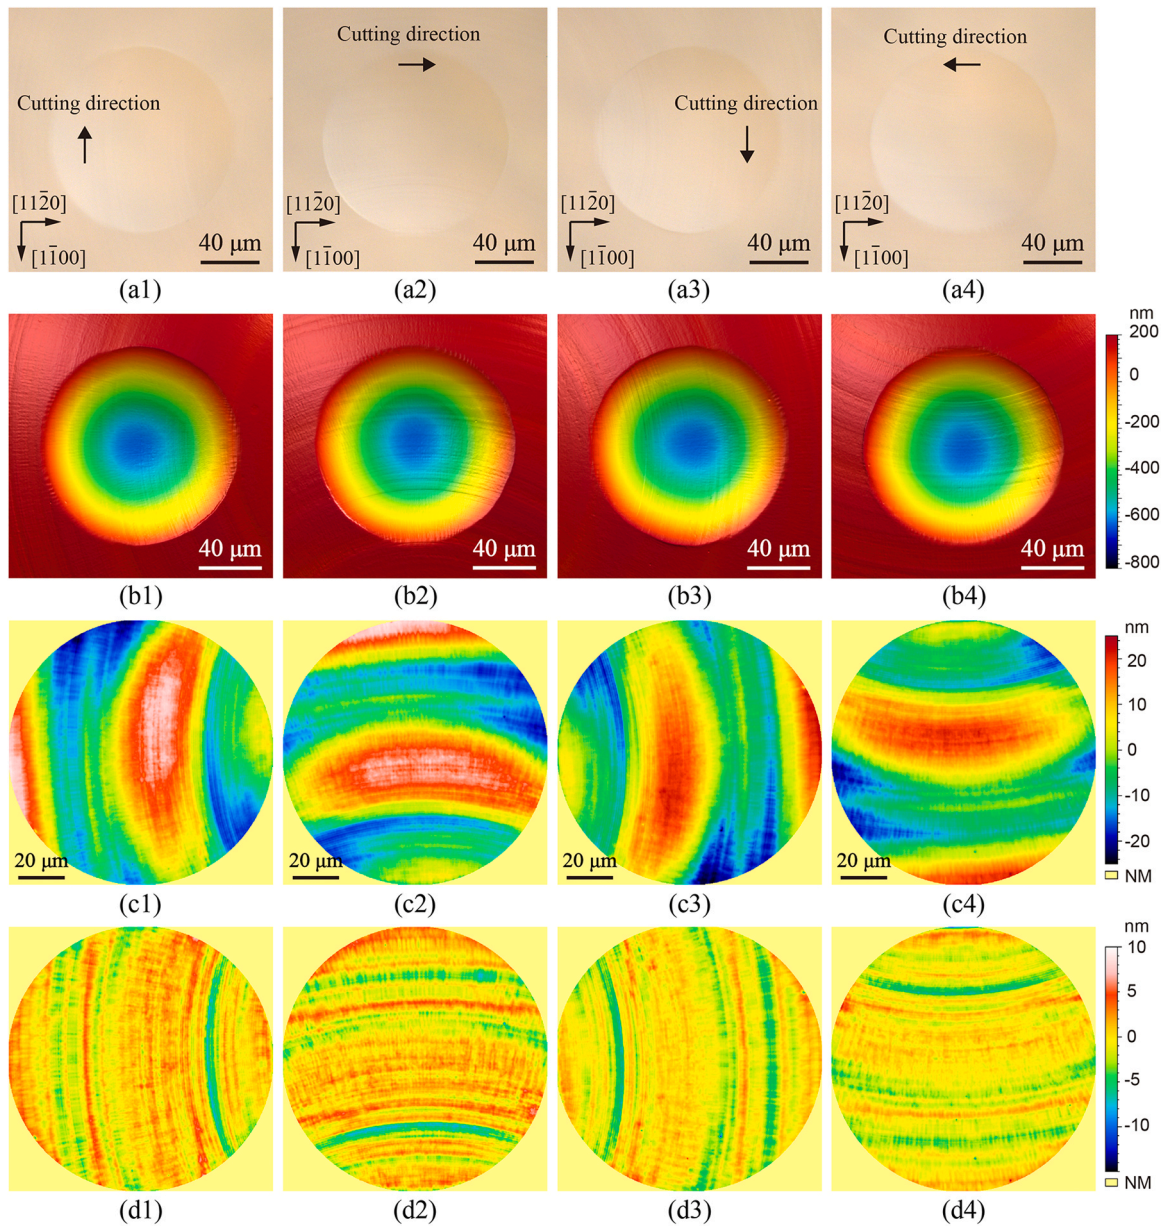 Cutting direction
[112̄0]
[11̄00]
40 μm
(a1)
Cutting direction
[112̄0]
[11̄00]
40 μm
(a2)
Cutting direction
[112̄0]
[11̄00]
40 μm
(a3)
Cutting direction
[112̄0]
[11̄00]
40 μm
(a4)
40 μm
(b1)
40 μm
(b2)
40 μm
(b3)
40 μm
(b4)
nm
200
0
-200
-400
-600
-800
20 μm
(c1)
20 μm
(c2)
20 μm
(c3)
20 μm
(c4)
nm
20
10
0
-10
-20
NM
(d1)
(d2)
(d3)
(d4)
nm
10
5
0
-5
-10
NM